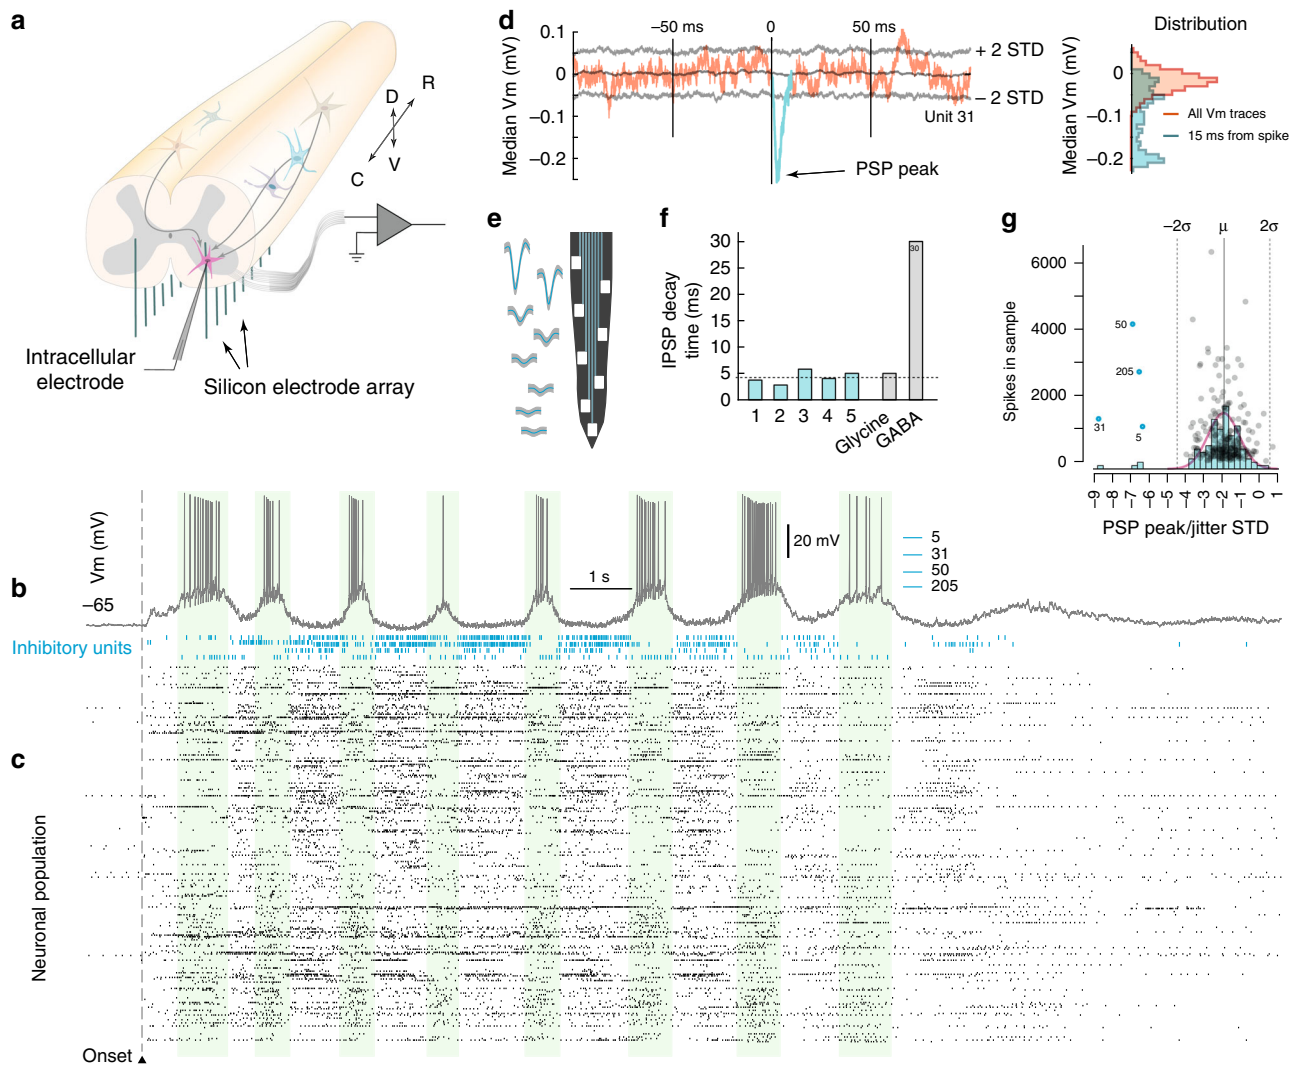 a
R
D
V
C
Intracellular
electrode
Silicon electrode array
d
Median Vm (mV)
0.1
0
−0.1
−0.2
−50 ms
0
50 ms
+ 2 STD
− 2 STD
Unit 31
PSP peak
Distribution
Median Vm (mV)
0
−0.1
−0.2
All Vm traces
15 ms from spike
e
f
IPSP decay
time (ms)
30
25
20
15
10
5
0
30
1 2 3 4 5 Glycine GABA
g
−2σ μ 2σ
Spikes in sample
6000
4000
2000
0
50
205
31
5
−9 −8 −7 −6 −5 −4 −3 −2 −1 0 1
PSP peak/jitter STD
b
Vm (mV)
−65
20 mV
1 s
5
31
50
205
Inhibitory units
c
Neuronal population
Onset